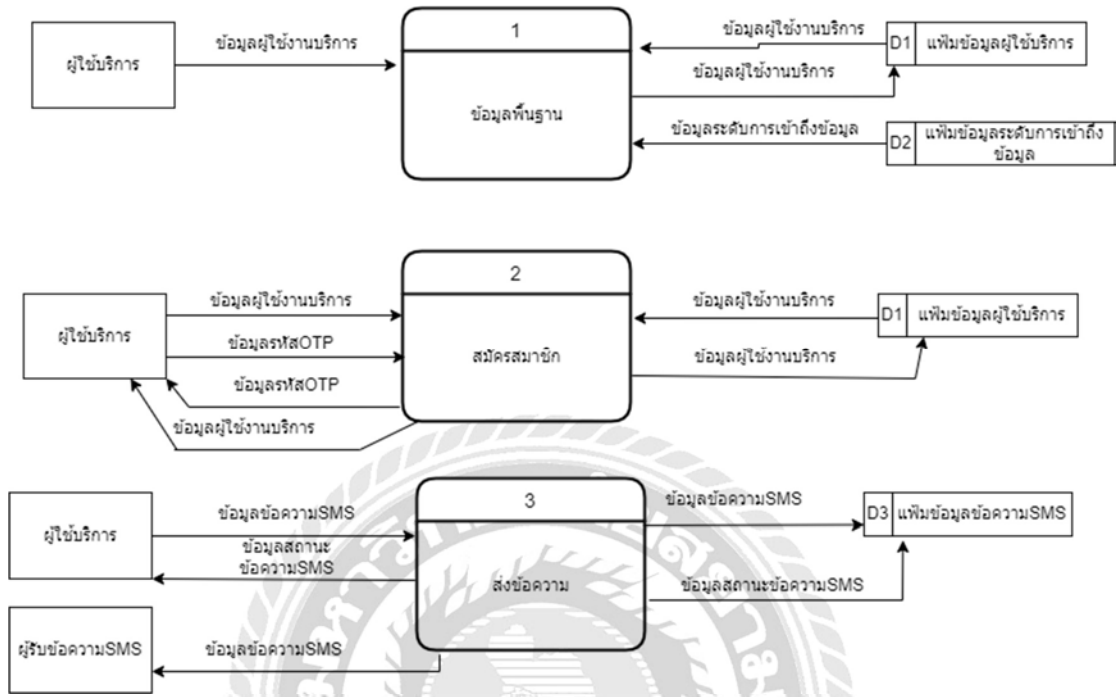 1
ผู้ใช้บริการ
ข้อมูลผู้ใช้งานบริการ
ข้อมูลพื้นฐาน
ข้อมูลผู้ใช้งานบริการ
D1 แฟ้มข้อมูลผู้ใช้บริการ
ข้อมูลผู้ใช้งานบริการ
ข้อมูลระดับการเข้าถึงข้อมูล
D2 แฟ้มข้อมูลระดับการเข้าถึง
ข้อมูล
2
ผู้ใช้บริการ
ข้อมูลผู้ใช้งานบริการ
ข้อมูลรหัสOTP
ข้อมูลรหัสOTP
ข้อมูลผู้ใช้งานบริการ
สมัครสมาชิก
ข้อมูลผู้ใช้งานบริการ
D1 แฟ้มข้อมูลผู้ใช้บริการ
ข้อมูลผู้ใช้งานบริการ
3
ผู้ใช้บริการ
ข้อมูลข้อความSMS
ข้อมูลสถานะ
ข้อความSMS
ส่งข้อความ
ข้อมูลข้อความSMS
D3 แฟ้มข้อมูลข้อความSMS
ข้อมูลสถานะข้อความSMS
ผู้รับข้อความSMS
ข้อมูลข้อความSMS